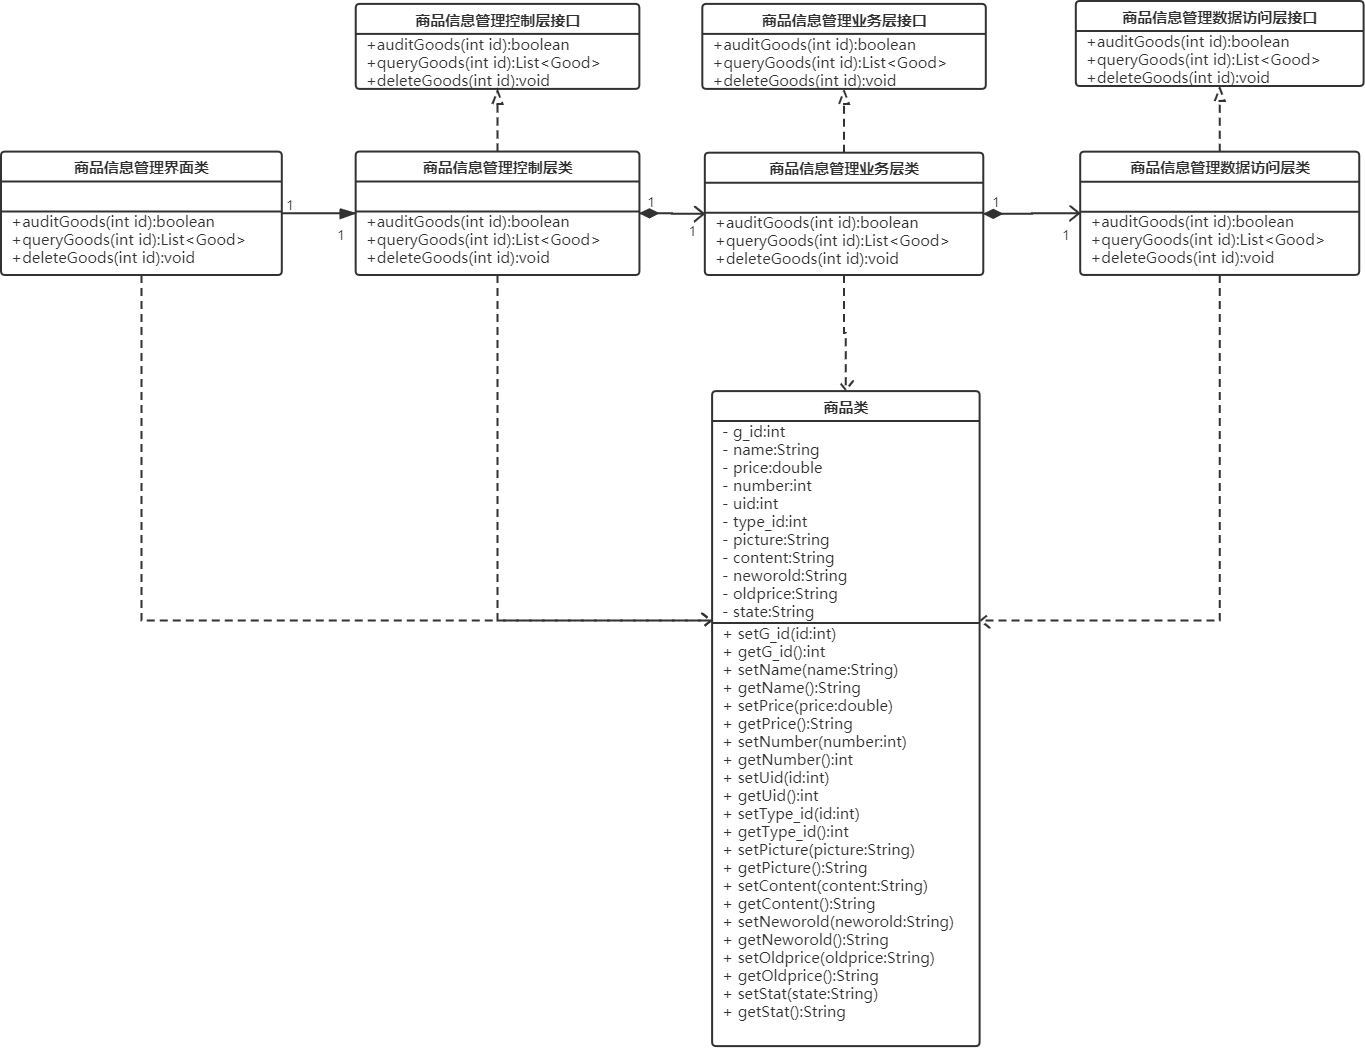 商品信息管理控制层接口
+auditGoods(int id):boolean
+queryGoods(int id):List<Good>
+deleteGoods(int id):void
商品信息管理业务层接口
+auditGoods(int id):boolean
+queryGoods(int id):List<Good>
+deleteGoods(int id):void
商品信息管理数据访问层接口
+auditGoods(int id):boolean
+queryGoods(int id):List<Good>
+deleteGoods(int id):void
商品信息管理界面类
+auditGoods(int id):boolean
+queryGoods(int id):List<Good>
+deleteGoods(int id):void
1
1
商品信息管理控制层类
+auditGoods(int id):boolean
+queryGoods(int id):List<Good>
+deleteGoods(int id):void
1
1
商品信息管理业务层类
+auditGoods(int id):boolean
+queryGoods(int id):List<Good>
+deleteGoods(int id):void
1
1
商品信息管理数据访问层类
+auditGoods(int id):boolean
+queryGoods(int id):List<Good>
+deleteGoods(int id):void
商品类
- g_id:int
- name:String
- price:double
- number:int
- uid:int
- type_id:int
- picture:String
- content:String
- neworold:String
- oldprice:String
- state:String
+ setG_id(id:int)
+ getG_id():int
+ setName(name:String)
+ getName():String
+ setPrice(price:double)
+ getPrice():String
+ setNumber(number:int)
+ getNumber():int
+ setUid(id:int)
+ getUid():int
+ setType_id(id:int)
+ getType_id():int
+ setPicture(picture:String)
+ getPicture():String
+ setContent(content:String)
+ getContent():String
+ setNeworold(neworold:String)
+ getNeworold():String
+ setOldprice(oldprice:String)
+ getOldprice():String
+ setStat(state:String)
+ getStat():String